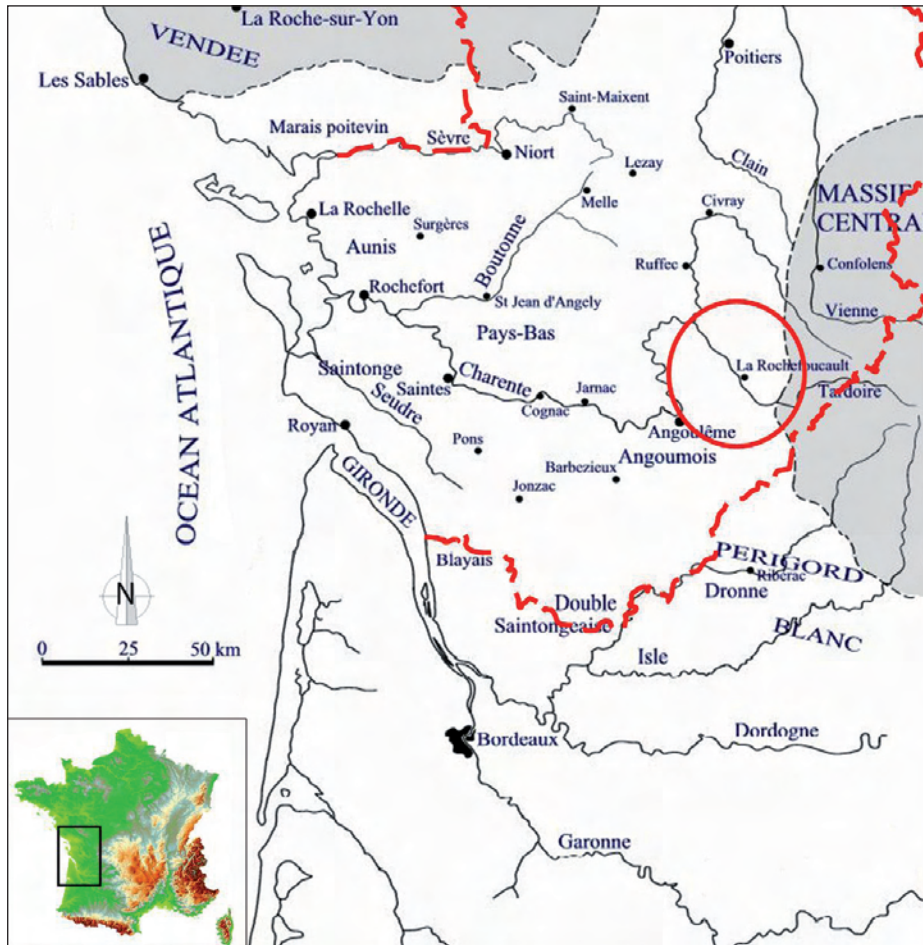 La Roche-sur-Yon
VENDEE
Les Sables
Poitiers
Saint-Maixent
Marais poitevin
Sèvre
Niort
Lezay
Clain
Melle
Civray
MASSIF
CENTRA
La Rochelle
Surgères
Aunis
Boutonne
Ruffec
Confolens
Rochefort
St Jean d'Angely
Vienne
Pays-Bas
OCEAN ATLANTIQUE
Saintonge
La Rochefoucault
Saintes
Charente
Jarnac
Tardoire
Seudre
Cognac
Royan
Angoulême
Pons
Angoumois
Barbezieux
GIRONDE
Jonzac
Blayais
PERIGORD
Riberac
N
Double
Dronne
Saintongeaise
BLANC
0 25 50 km
Isle
Bordeaux
Dordogne
Garonne